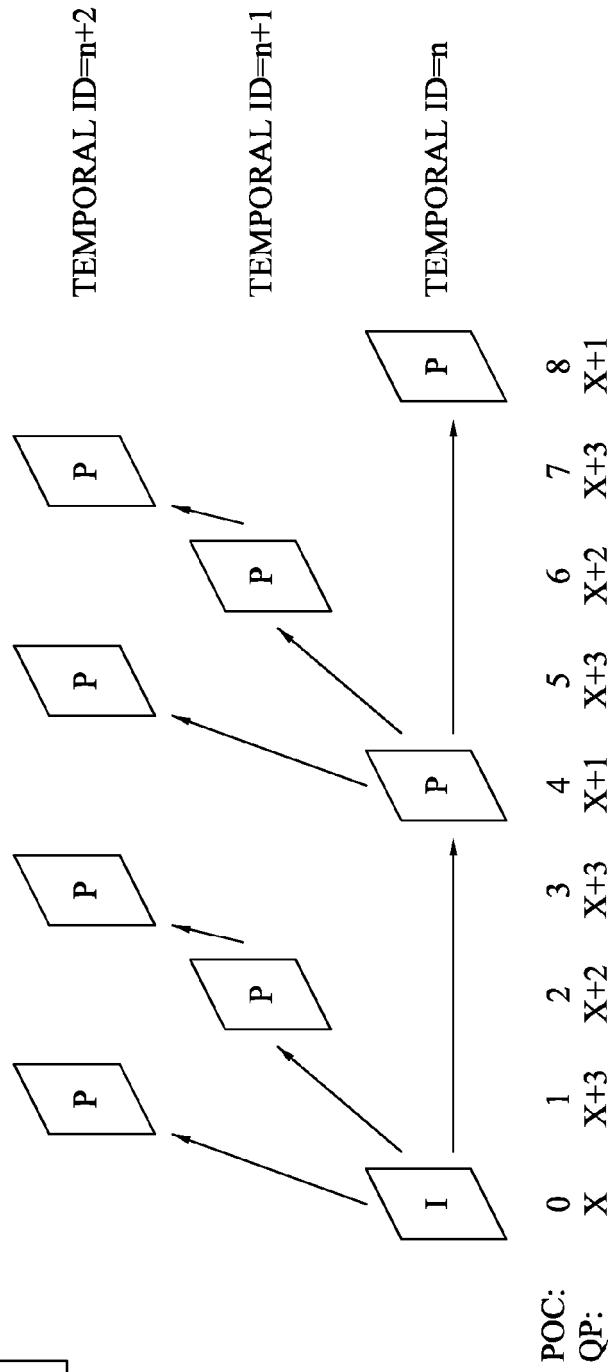 P P P P
TEMPORAL ID=n+2
P P
TEMPORAL ID=n+1
I P P
TEMPORAL ID=n
POC: 0 1 2 3 4 5 6 7 8
QP: X X+3 X+2 X+3 X+1 X+3 X+2 X+3 X+1